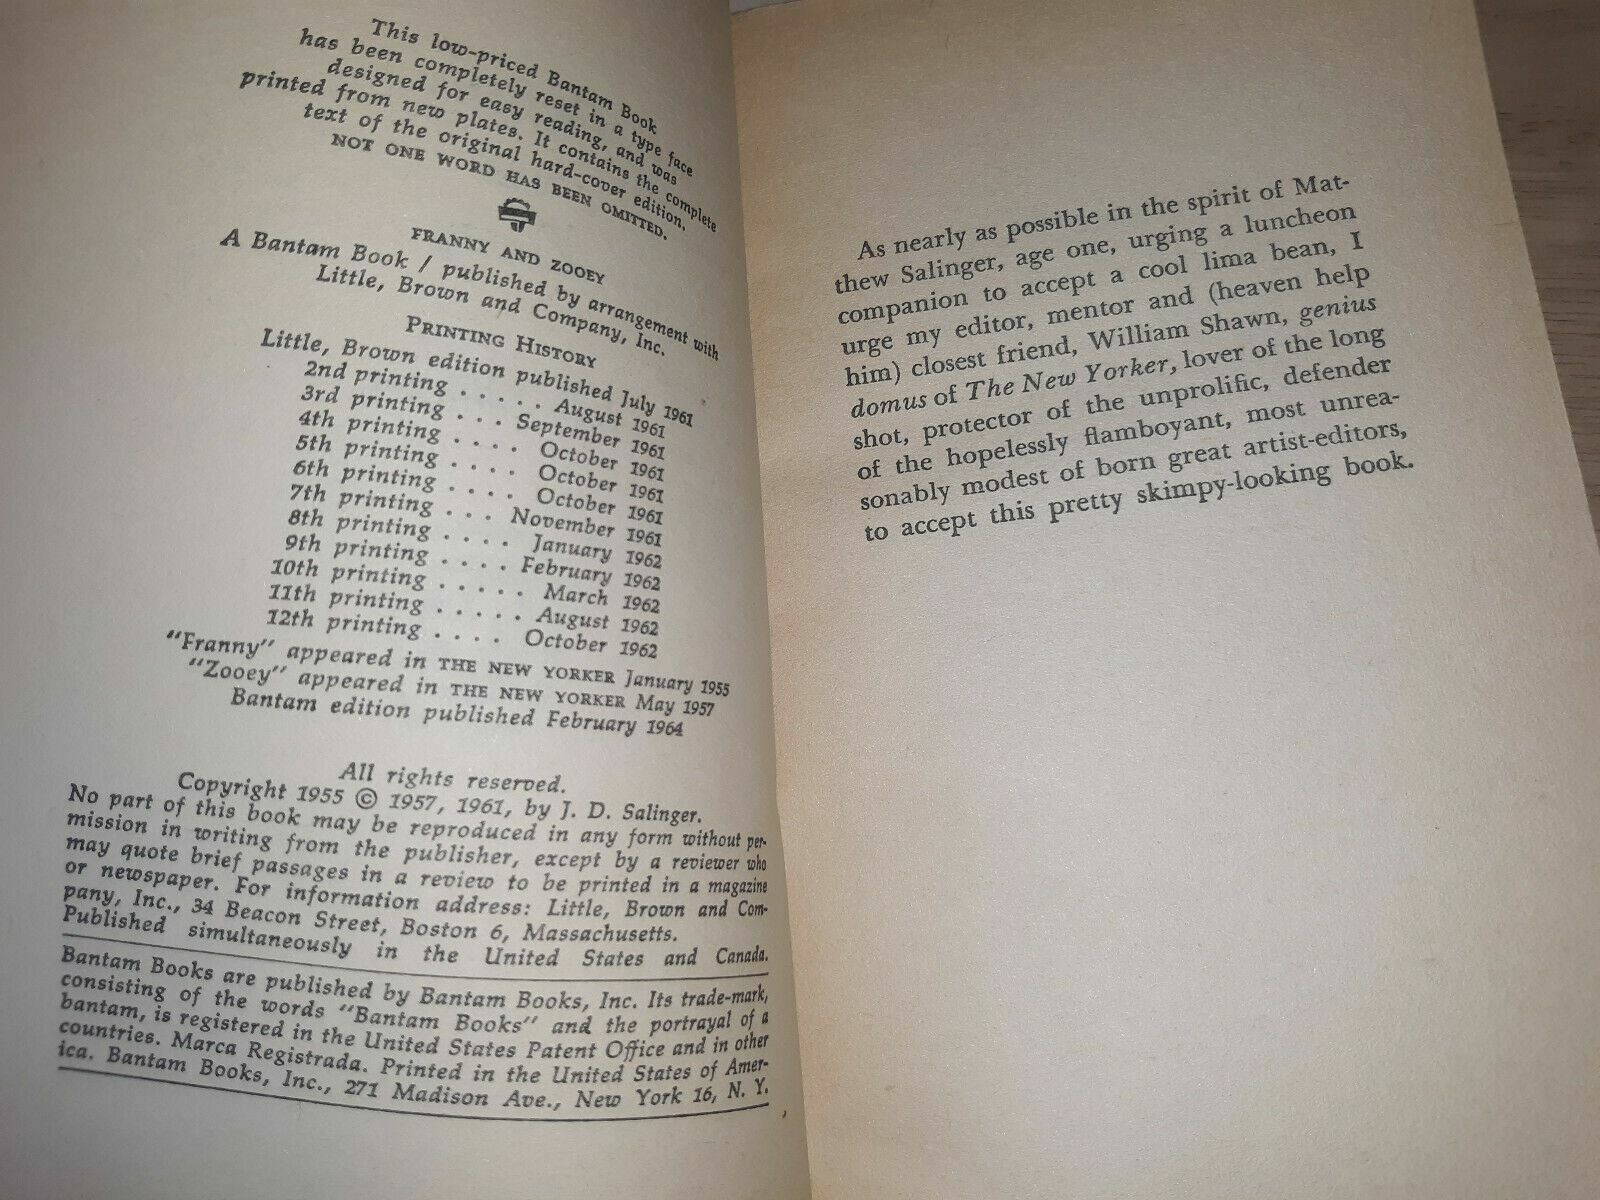 This low-priced Bantam Book
has been completely reset in a type face
designed for easy reading, and was
printed from new plates. It contains the complete
text of the original hard-cover edition.
NOT ONE WORD HAS BEEN OMITTED.
FRANNY AND ZOOEY
A Bantam Book / published by arrangement with
Little, Brown and Company, Inc.
PRINTING HISTORY
Little, Brown edition published July 1961
2nd printing . . . . . August 1961
3rd printing . . . September 1961
4th printing . . . . October 1961
5th printing . . . . October 1961
6th printing . . . . October 1961
7th printing . . . November 1961
8th printing . . . . January 1962
9th printing . . . . February 1962
10th printing . . . . . March 1962
11th printing . . . . . August 1962
12th printing . . . . October 1962
"Franny" appeared in THE NEW YORKER January 1955
"Zooey" appeared in THE NEW YORKER May 1957
Bantam edition published February 1964
All rights reserved.
Copyright 1955 © 1957, 1961, by J. D. Salinger.
No part of this book may be reproduced in any form without per-
mission in writing from the publisher, except by a reviewer who
may quote brief passages in a review to be printed in a magazine
or newspaper. For information address: Little, Brown and Com-
pany, Inc., 34 Beacon Street, Boston 6, Massachusetts.
Published simultaneously in the United States and Canada.
Bantam Books are published by Bantam Books, Inc. Its trade-mark,
consisting of the words "Bantam Books" and the portrayal of a
bantam, is registered in the United States Patent Office and in other
countries. Marca Registrada. Printed in the United States of Amer-
ica. Bantam Books, Inc., 271 Madison Ave., New York 16, N. Y.
As nearly as possible in the spirit of Mat-
thew Salinger, age one, urging a luncheon
companion to accept a cool lima bean, I
urge my editor, mentor and (heaven help
him) closest friend, William Shawn, genius
domus of The New Yorker, lover of the long
shot, protector of the unprolific, defender
of the hopelessly flamboyant, most unrea-
sonably modest of born great artist-editors,
to accept this pretty skimpy-looking book.